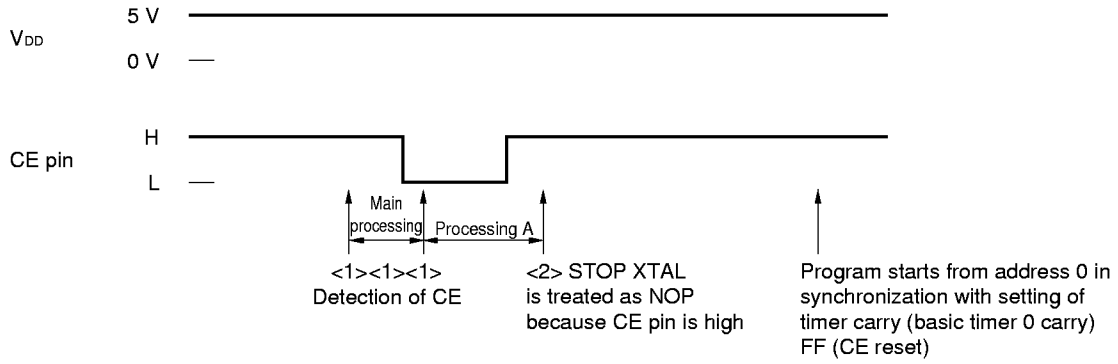 5 V
VDD
0 V
H
CE pin
L
Main
processing
Processing A
<1><1><1>
Detection of CE
<2> STOP XTAL
is treated as NOP
because CE pin is high
Program starts from address 0 in
synchronization with setting of
timer carry (basic timer 0 carry)
FF (CE reset)